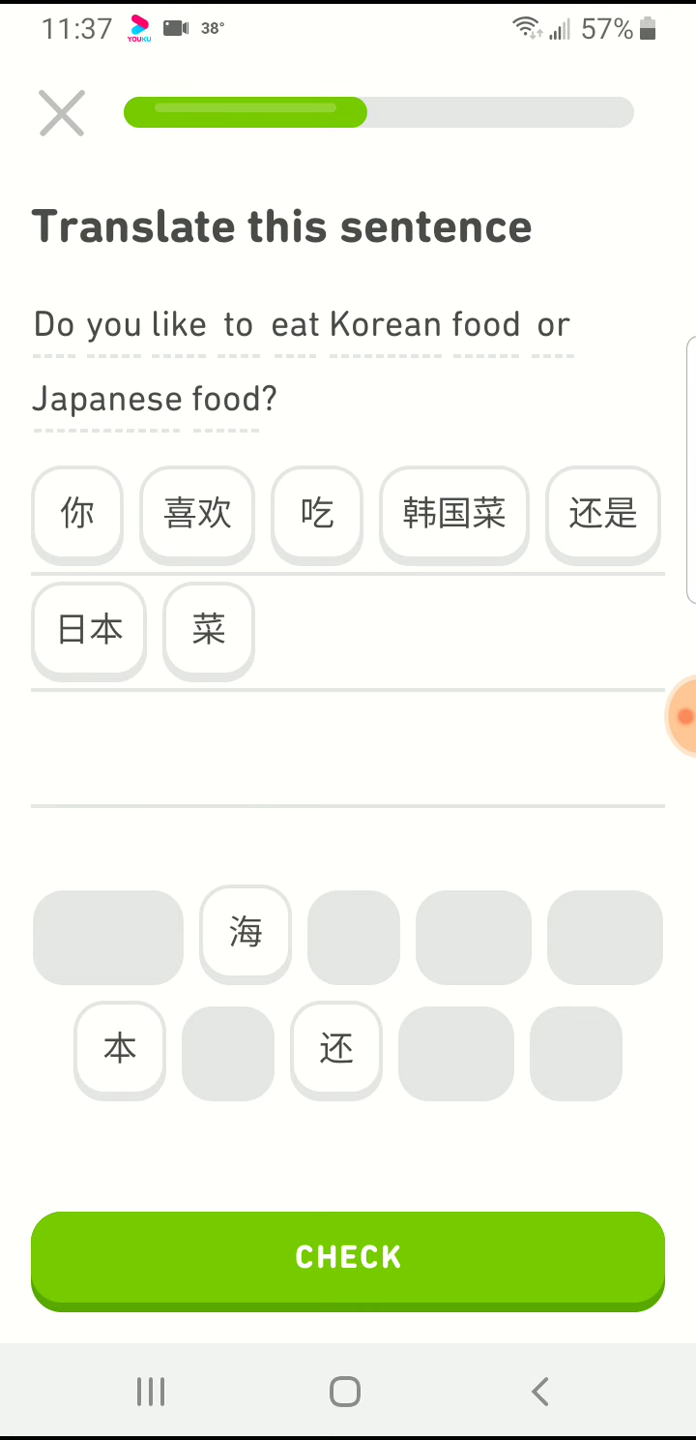 11:37 YOUKU 38° 57%
Translate this sentence
Do you like to eat Korean food or
Japanese food?
你 喜欢 吃 韩国菜 还是
日本 菜
海
本 还
CHECK